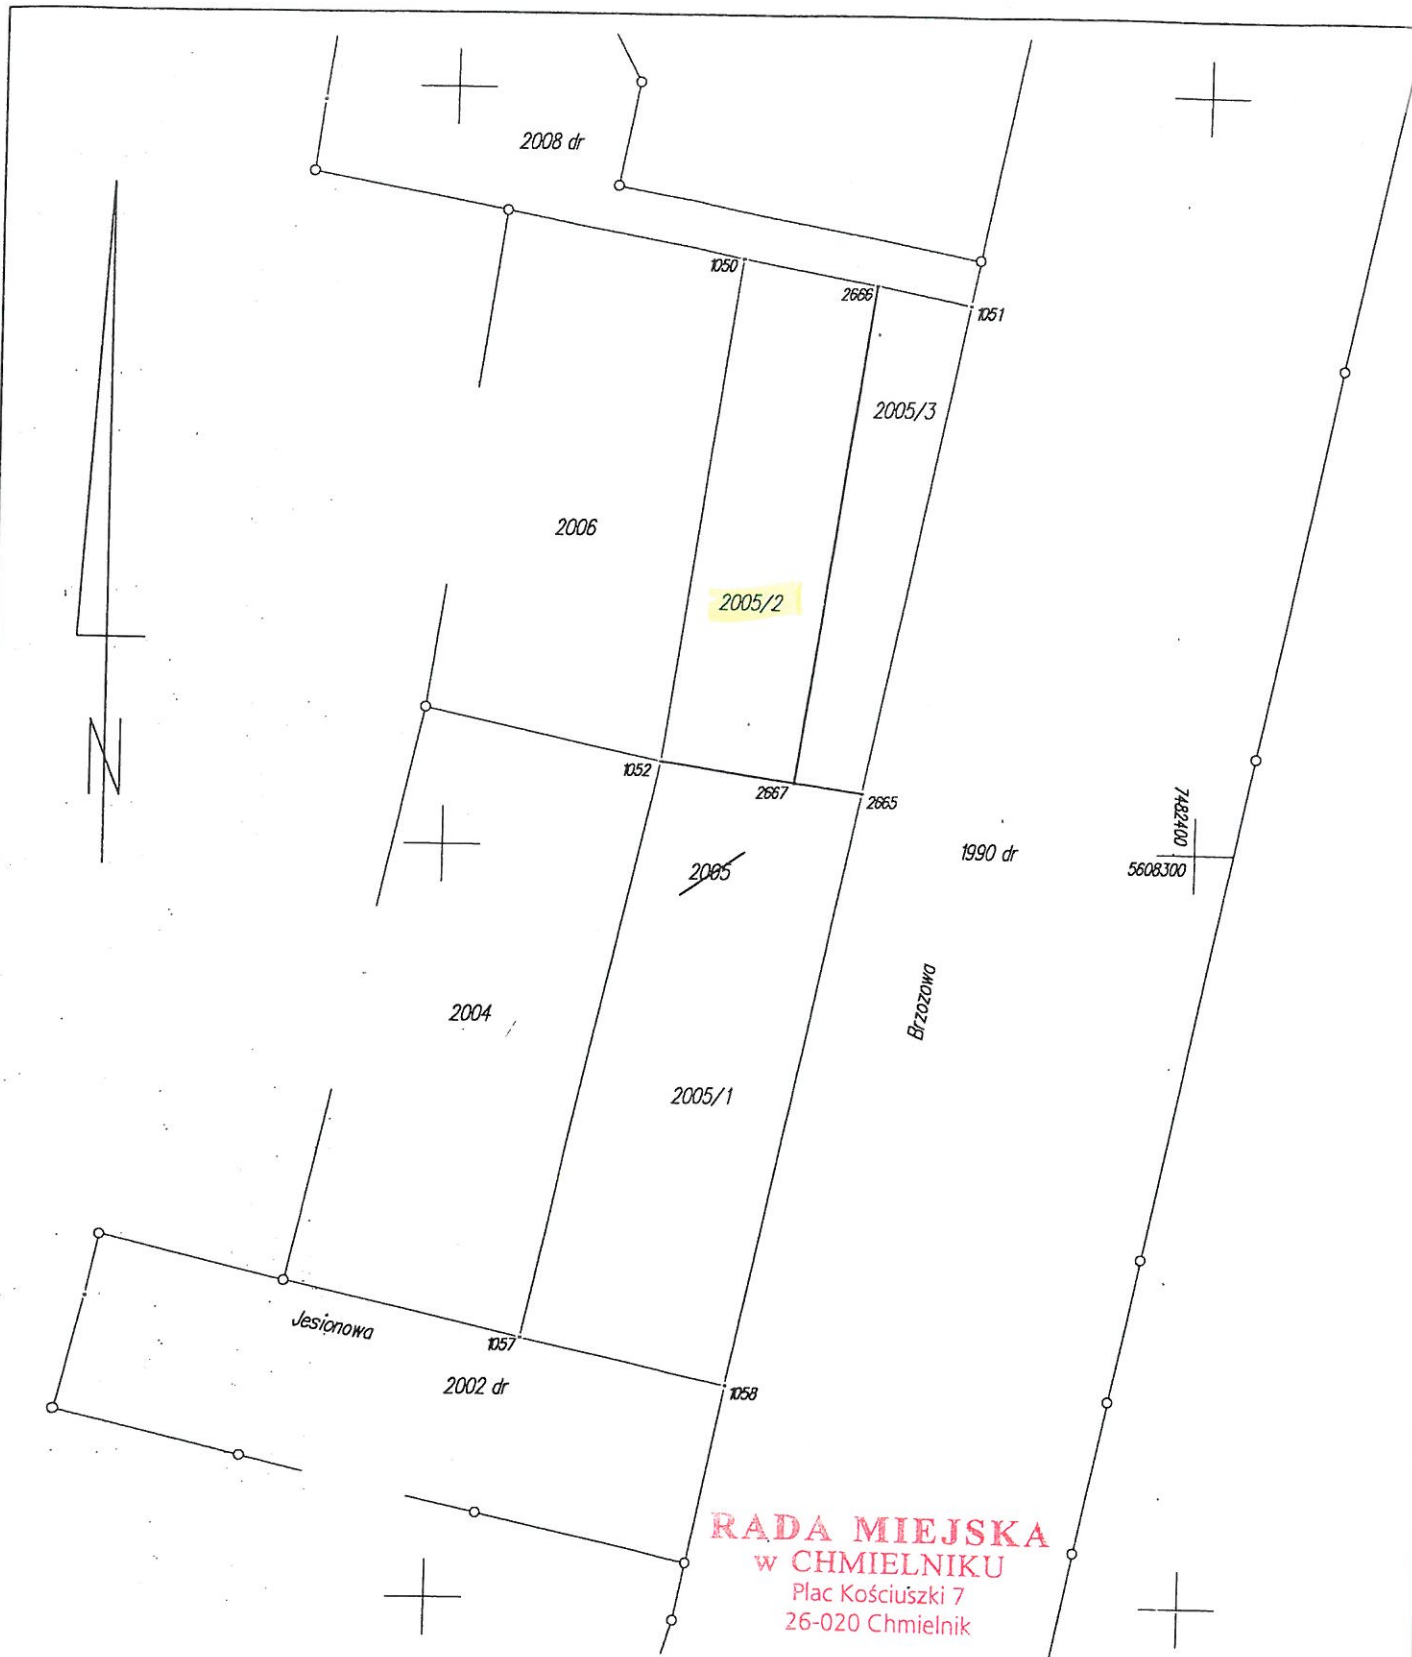 2008 dr
1050
2666
1051
2005/3
2006
2005/2
N
1052
2667
2665
2005
1990 dr
7482400
5608300
Brzozowa
2004
2005/1
Jesionowa
1057
2002 dr
1058
RADA MIEJSKA
w CHMIELNIKU
Plac Kościuszki 7
26-020 Chmielnik